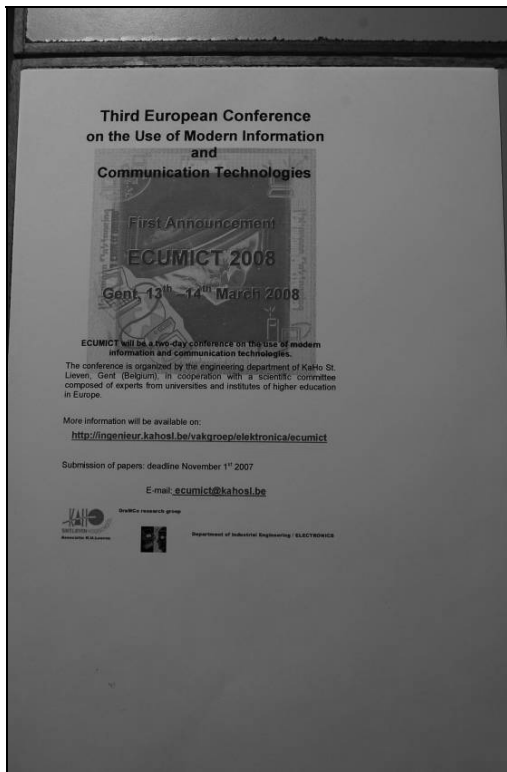 Third European Conference
on the Use of Modern Information
and
Communication Technologies
First Announcement
ECUMICT 2008
Gent, 13th –14th March 2008
ECUMICT will be a two-day conference on the use of modern
information and communication technologies.
The conference is organized by the engineering department of KaHo St.
Lieven, Gent (Belgium), in cooperation with a scientific committee
composed of experts from universities and institutes of higher education
in Europe.
More information will be available on:
http://ingenieur.kahosl.be/vakgroep/elektronica/ecumict
Submission of papers: deadline November 1st 2007
E-mail: ecumict@kahosl.be
KAHO
DraMCo research group
Associatie K.U.Leuven
Department of Industrial Engineering / ELECTRONICS